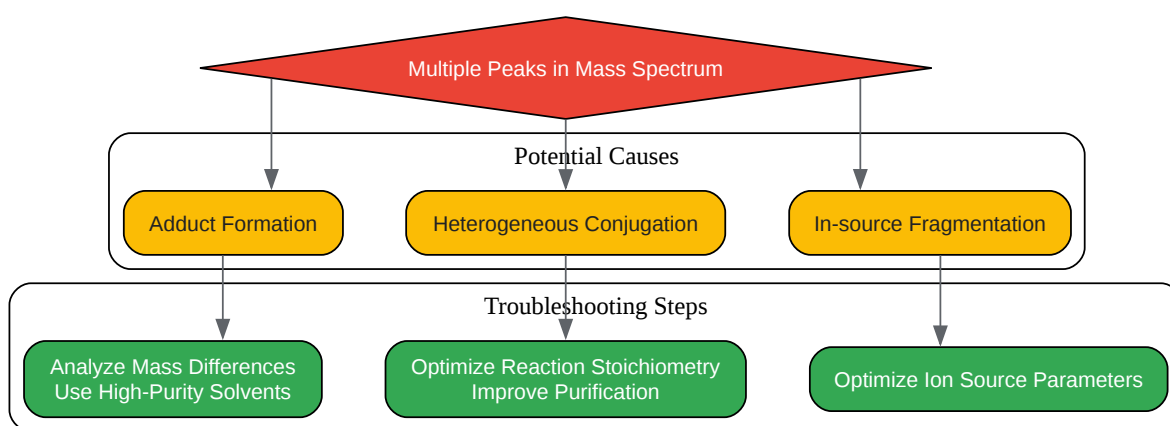 Multiple Peaks in Mass Spectrum
Potential Causes
Adduct Formation
Heterogeneous Conjugation
In-source Fragmentation
Troubleshooting Steps
Analyze Mass Differences
Use High-Purity Solvents
Optimize Reaction Stoichiometry
Improve Purification
Optimize Ion Source Parameters